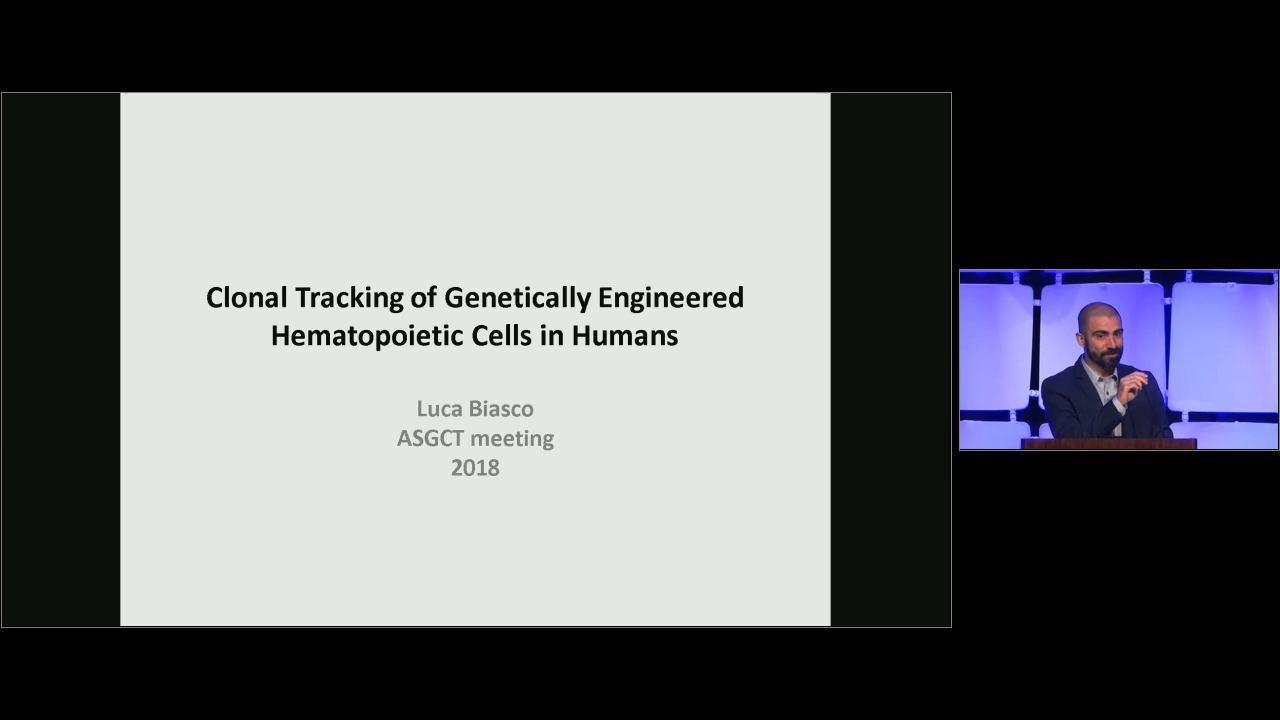 Clonal Tracking of Genetically Engineered
Hematopoietic Cells in Humans
Luca Biasco
ASGCT meeting
2018